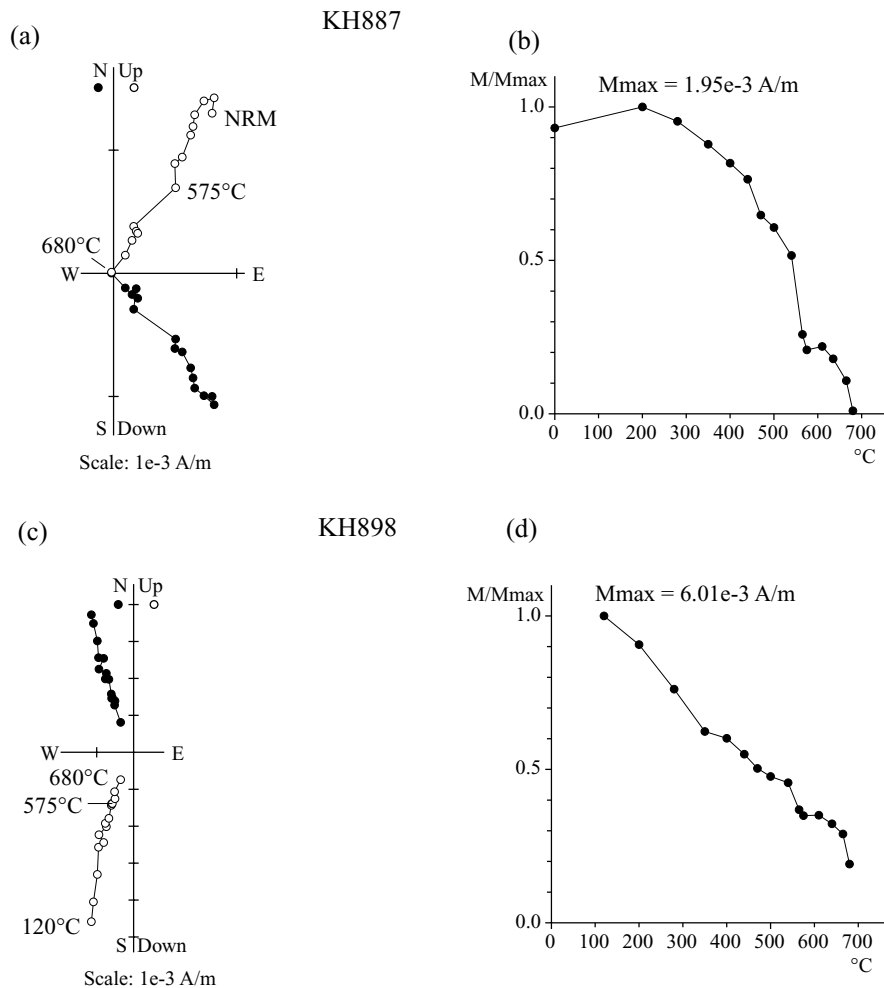 KH887
(a)
N Up
NRM
575°C
680°C
W E
S Down
Scale: 1e-3 A/m
(b)
M/Mmax
Mmax = 1.95e-3 A/m
1.0
0.5
0.0
0 100 200 300 400 500 600 700
°C
KH898
(c)
N Up
W E
680°C
575°C
120°C
S Down
Scale: 1e-3 A/m
(d)
M/Mmax
Mmax = 6.01e-3 A/m
1.0
0.5
0.0
0 100 200 300 400 500 600 700
°C